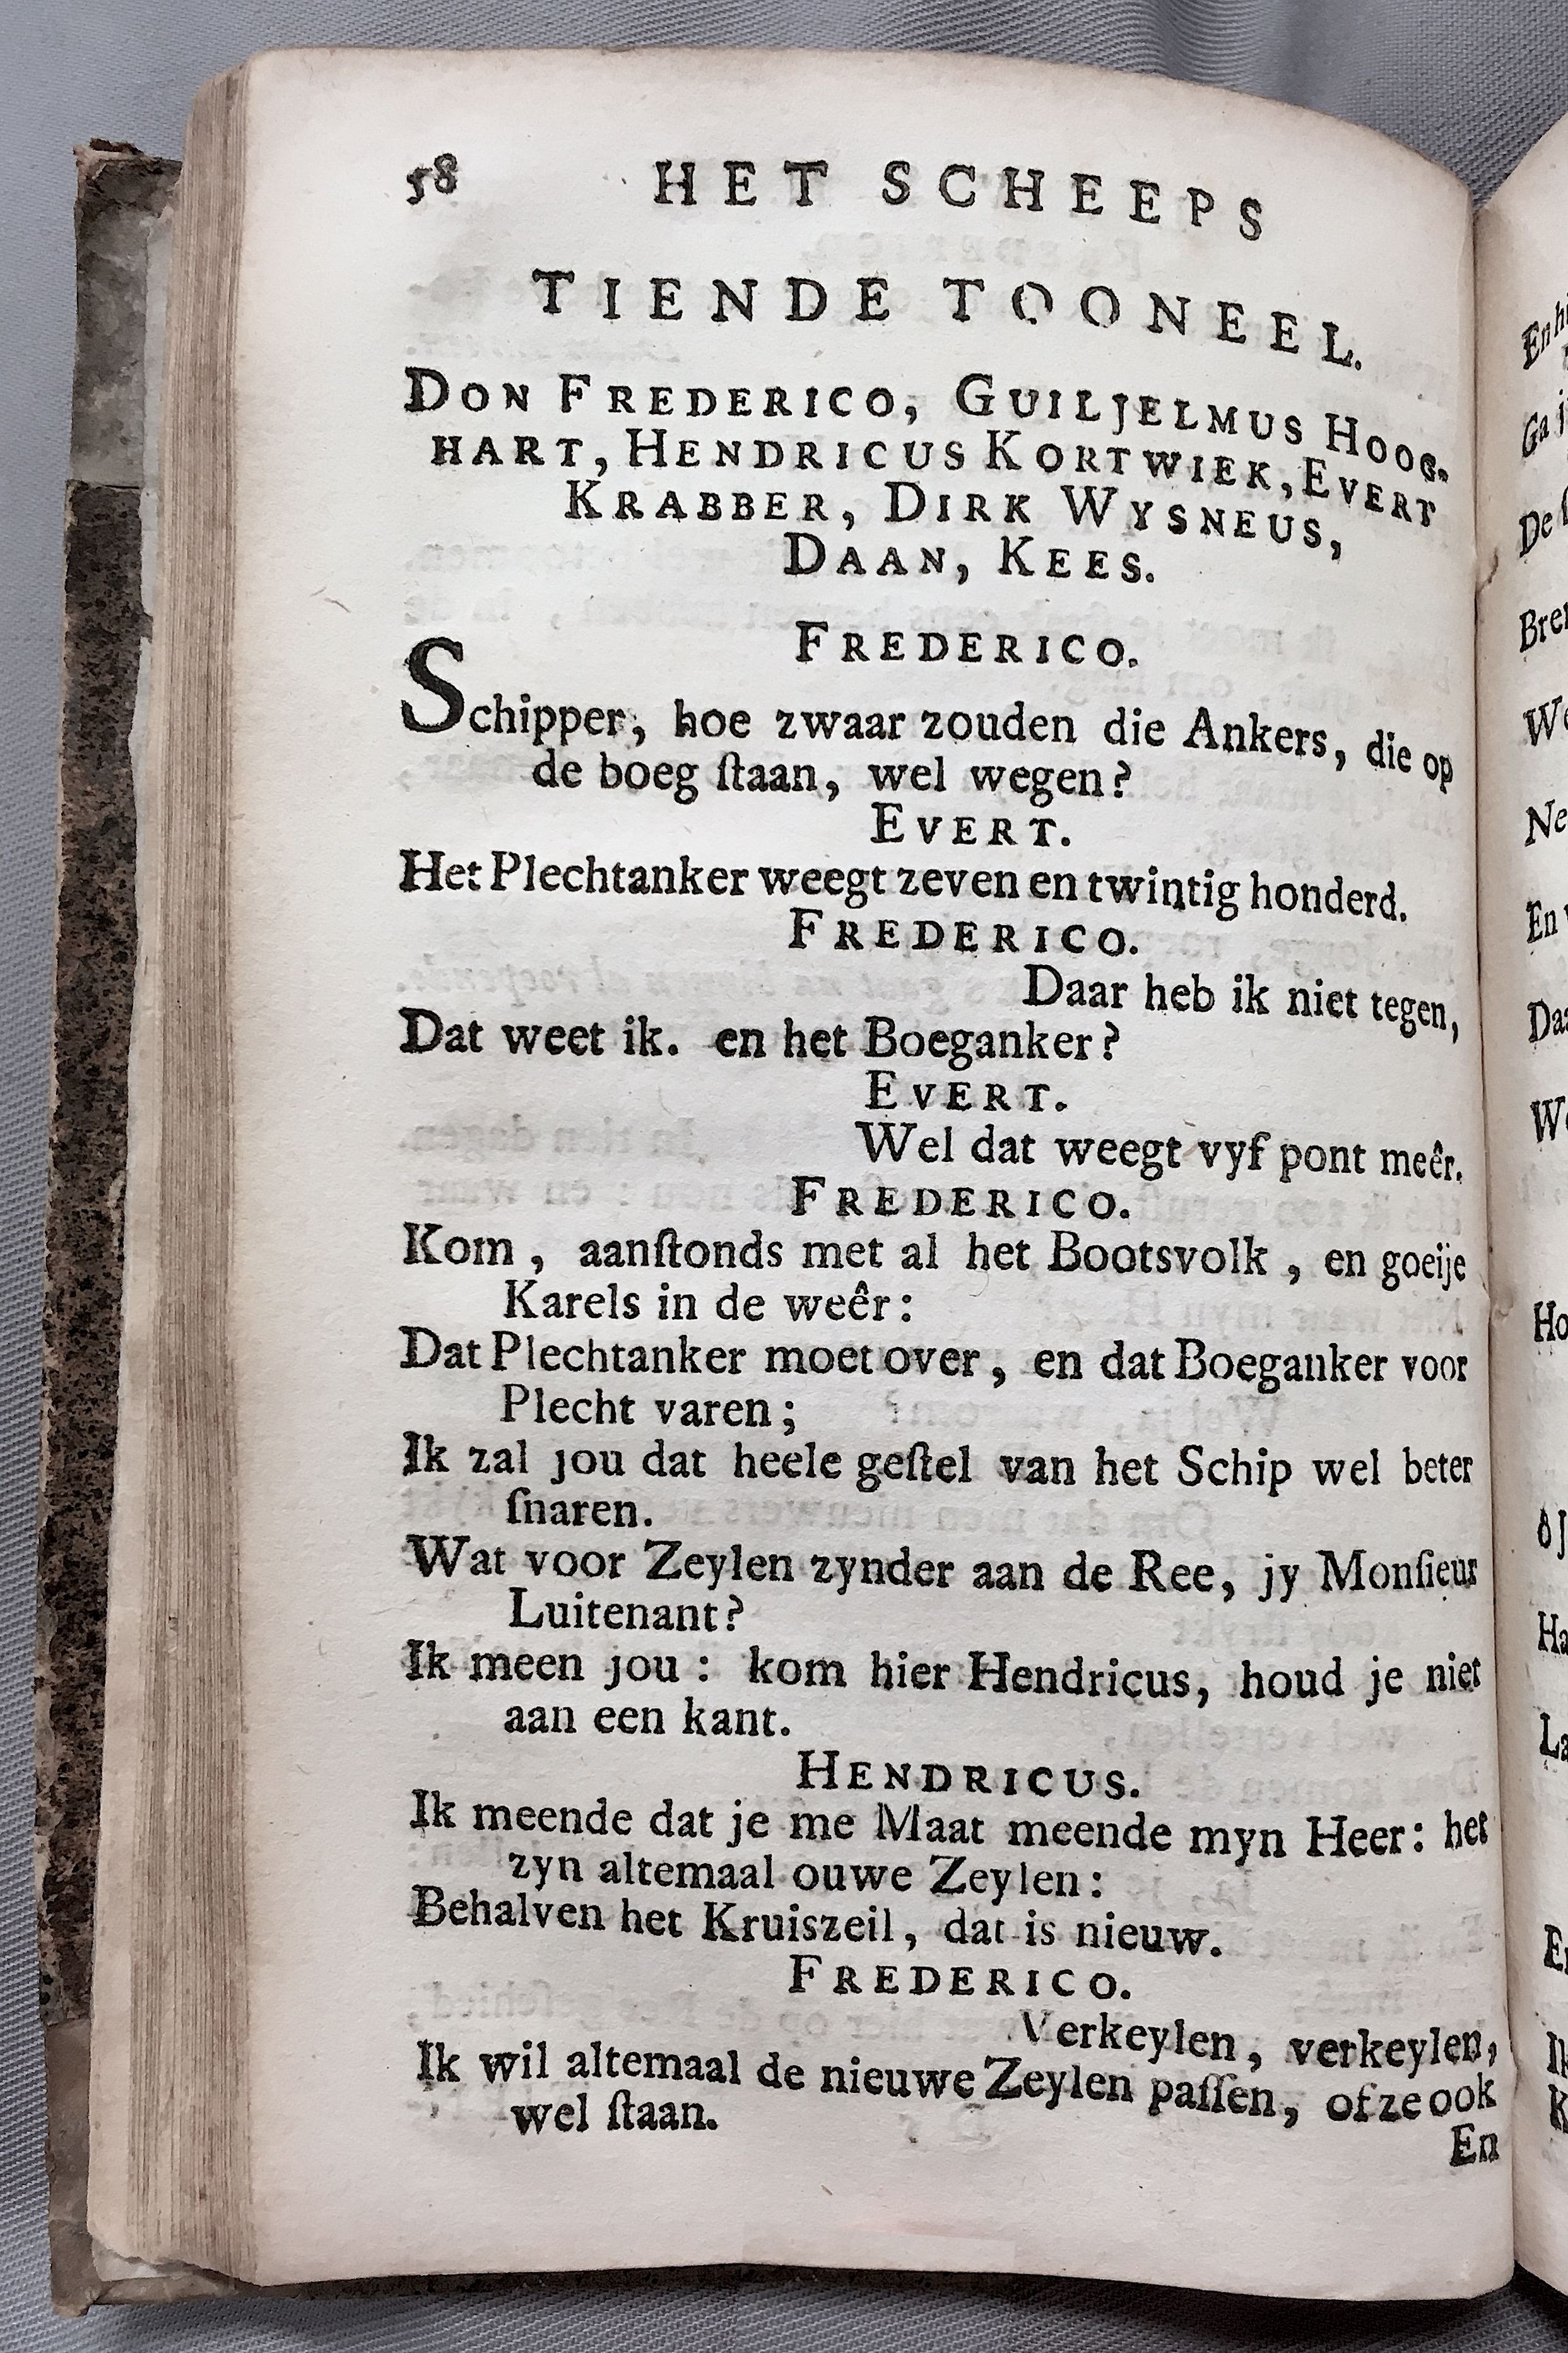 58 HET SCHEEPS
TIENDE TOONEEL.
DON FREDERICO, GUILJELMUS HOOG-
HART, HENDRICUS KORTWIEK, EVERT
KRABBER, DIRK WYSNEUS,
DAAN, KEES.
FREDERICO.
Schipper, hoe zwaar zouden die Ankers, die op
de boeg ſtaan, wel wegen?
EVERT.
Het Plechtanker weegt zeven en twintig honderd.
FREDERICO.
Daar heb ik niet tegen,
Dat weet ik. en het Boeganker?
EVERT.
Wel dat weegt vyf pont meêr.
FREDERICO.
Kom, aanſtonds met al het Bootsvolk, en goeije
Karels in de weêr:
Dat Plechtanker moet over, en dat Boeganker voor
Plecht varen;
Ik zal jou dat heele geſtel van het Schip wel beter
ſnaren.
Wat voor Zeylen zynder aan de Ree, jy Monſieur
Luitenant?
Ik meen jou: kom hier Hendricus, houd je niet
aan een kant.
HENDRICUS.
Ik meende dat je me Maat meende myn Heer: het
zyn altemaal ouwe Zeylen:
Behalven het Kruiszeil, dat is nieuw.
FREDERICO.
Verkeylen, verkeylen,
Ik wil altemaal de nieuwe Zeylen paſſen, of ze ook
wel ſtaan.
En
Ga
De
We
Ne
En
Ho
ô
Ik